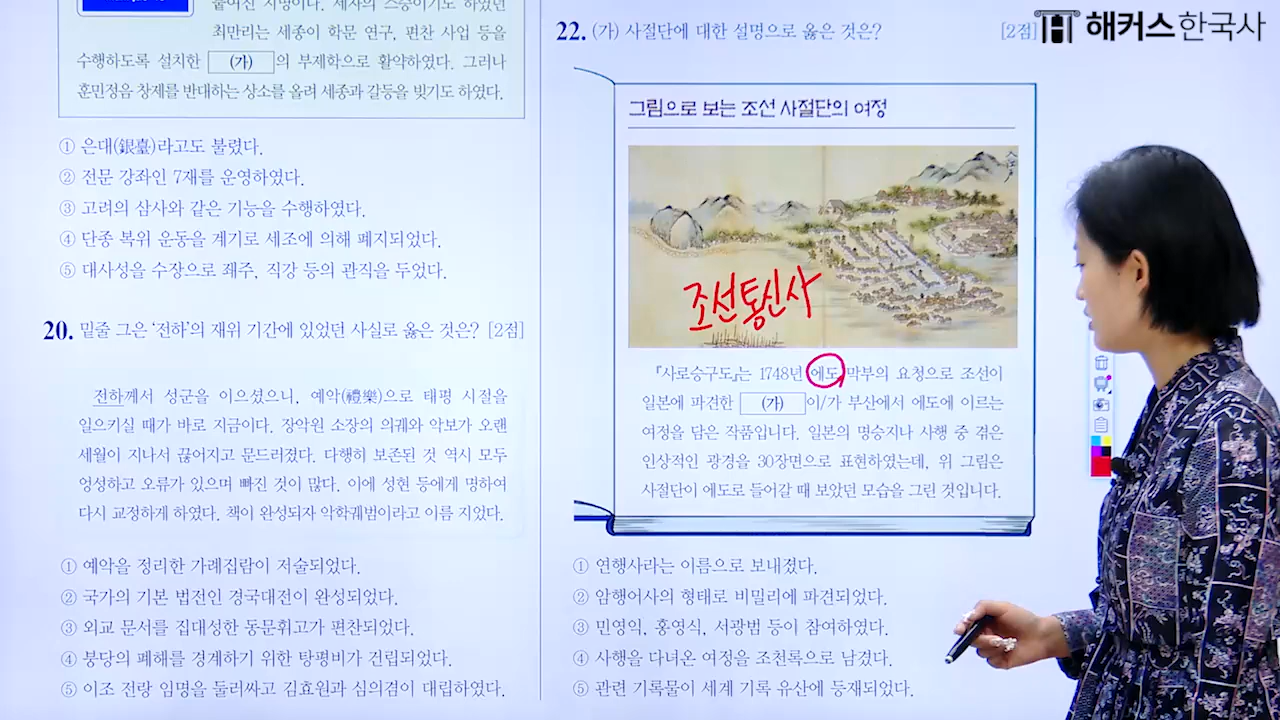 붙여진 지명이다. 세자의 스승이기도 하였던
최만리는 세종이 학문 연구, 편찬 사업 등을
수행하도록 설치한 (가) 의 부제학으로 활약하였다. 그러나
훈민정음 창제를 반대하는 상소를 올려 세종과 갈등을 빚기도 하였다.
① 은대(銀臺)라고도 불렸다.
② 전문 강좌인 7재를 운영하였다.
③ 고려의 삼사와 같은 기능을 수행하였다.
④ 단종 복위 운동을 계기로 세조에 의해 폐지되었다.
⑤ 대사성을 수장으로 좨주, 직강 등의 관직을 두었다.
20. 밑줄 그은 '전하'의 재위 기간에 있었던 사실로 옳은 것은? [2점]
전하께서 성군을 이으셨으니, 예악(禮樂)으로 태평 시절을
일으키실 때가 바로 지금이다. 장악원 소장의 의궤와 악보가 오랜
세월이 지나서 끊어지고 문드러졌다. 다행히 보존된 것 역시 모두
엉성하고 오류가 있으며 빠진 것이 많다. 이에 성현 등에게 명하여
다시 교정하게 하였다. 책이 완성되자 악학궤범이라고 이름 지었다.
① 예악을 정리한 가례집람이 저술되었다.
② 국가의 기본 법전인 경국대전이 완성되었다.
③ 외교 문서를 집대성한 동문휘고가 편찬되었다.
④ 붕당의 폐해를 경계하기 위한 탕평비가 건립되었다.
⑤ 이조 전랑 임명을 둘러싸고 김효원과 심의겸이 대립하였다.
22. (가) 사절단에 대한 설명으로 옳은 것은? [2점]
해커스한국사
그림으로 보는 조선 사절단의 여정
조선통신사
『사로승구도』는 1748년 에도 막부의 요청으로 조선이
일본에 파견한 (가) 이/가 부산에서 에도에 이르는
여정을 담은 작품입니다. 일본의 명승지나 사행 중 겪은
인상적인 광경을 30장면으로 표현하였는데, 위 그림은
사절단이 에도로 들어갈 때 보았던 모습을 그린 것입니다.
① 연행사라는 이름으로 보내졌다.
② 암행어사의 형태로 비밀리에 파견되었다.
③ 민영익, 홍영식, 서광범 등이 참여하였다.
④ 사행을 다녀온 여정을 조천록으로 남겼다.
⑤ 관련 기록물이 세계 기록 유산에 등재되었다.